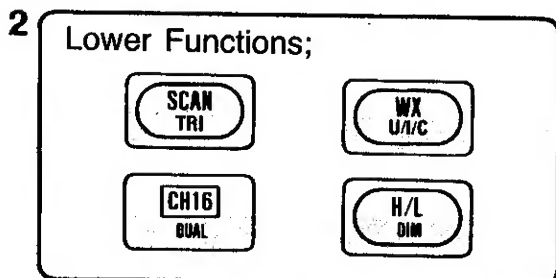 2
Lower Functions;
SCAN
TRI
WX
U/I/C
CH16
DUAL
H/L
DIM